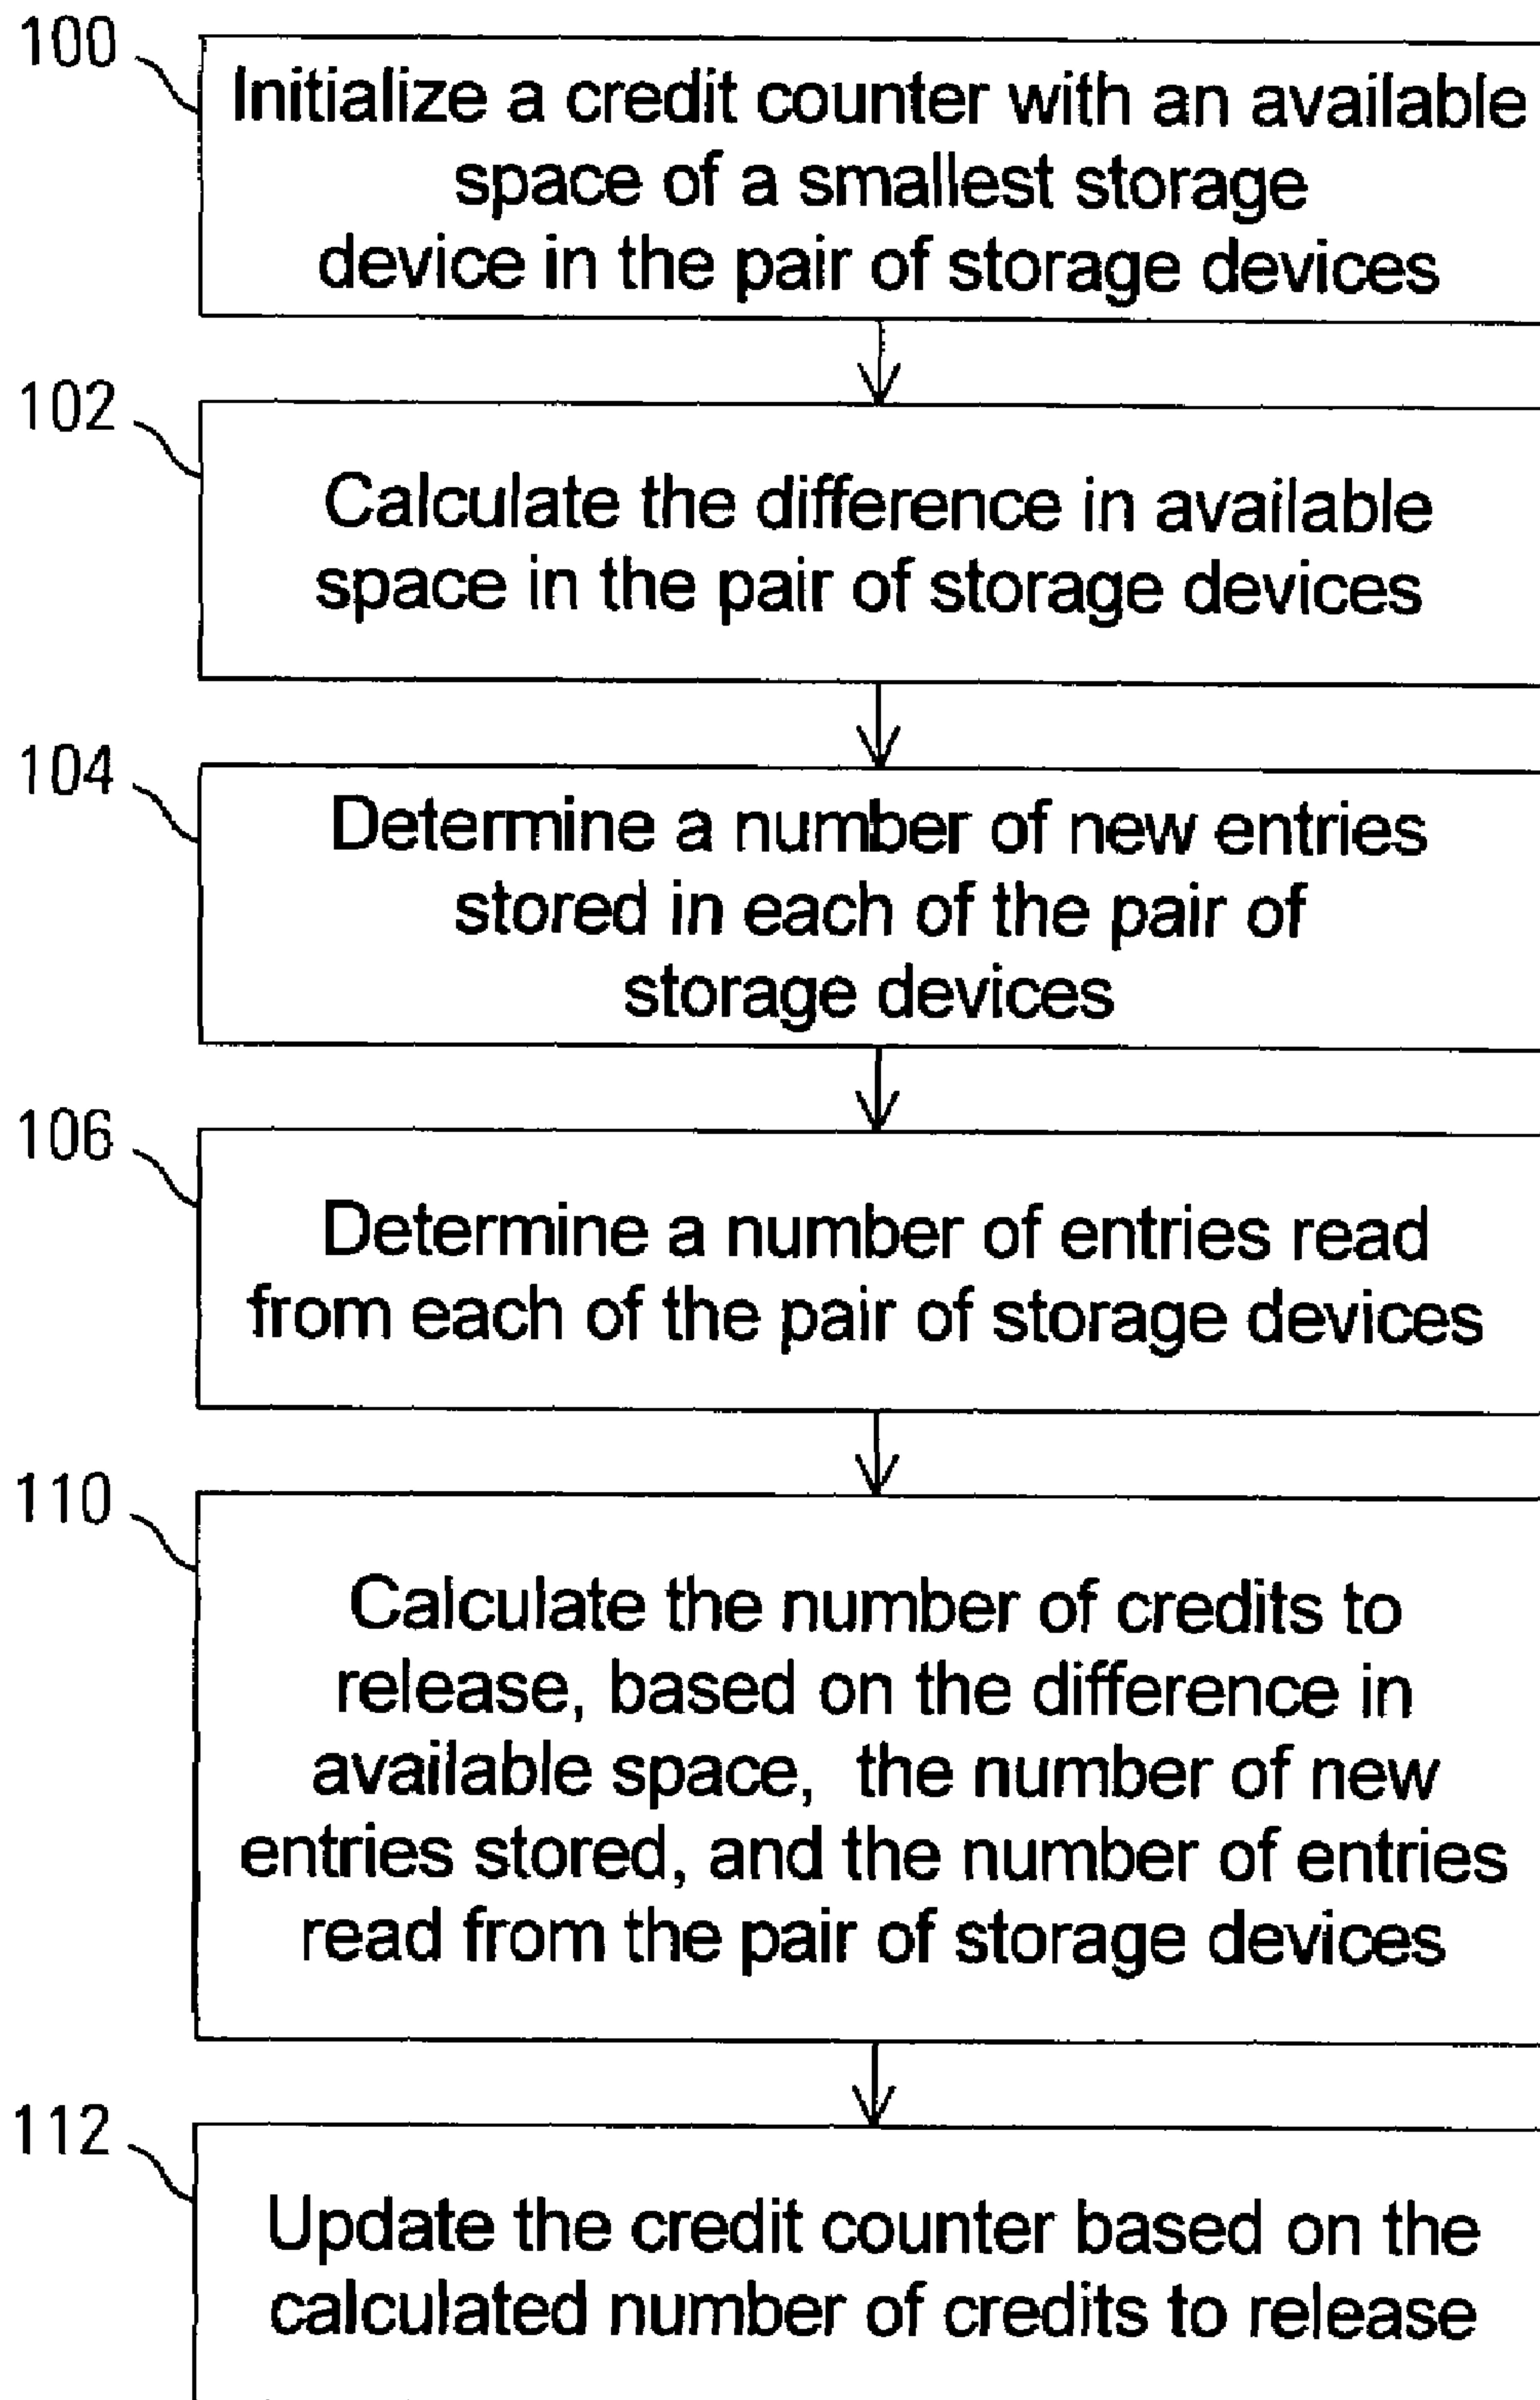 100
Initialize a credit counter with an available
space of a smallest storage
device in the pair of storage devices
102
Calculate the difference in available
space in the pair of storage devices
104
Determine a number of new entries
stored in each of the pair of
storage devices
106
Determine a number of entries read
from each of the pair of storage devices
110
Calculate the number of credits to
release, based on the difference in
available space, the number of new
entries stored, and the number of entries
read from the pair of storage devices
112
Update the credit counter based on the
calculated number of credits to release